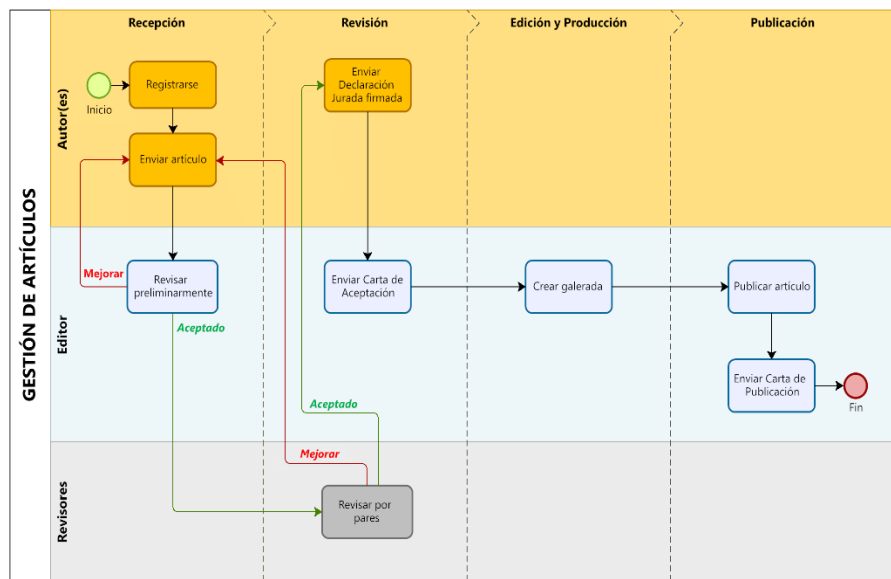 Recepción
Revisión
Edición y Producción
Publicación
GESTIÓN DE ARTÍCULOS
Autor(es)
Inicio
Registrarse
Enviar
Declaración
Jurada firmada
Enviar artículo
Editor
Mejorar
Revisar
preliminarmente
Aceptado
Enviar Carta de
Aceptación
Crear galerada
Publicar artículo
Enviar Carta de
Publicación
Fin
Aceptado
Mejorar
Revisores
Revisar por
pares